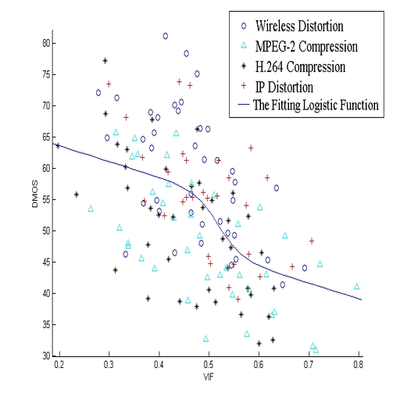 Wireless Distortion
MPEG-2 Compression
H.264 Compression
IP Distortion
The Fitting Logistic Function
DMOS
80
75
70
65
60
55
50
45
40
35
30
0.2
0.3
0.4
0.5
0.6
0.7
0.8
VIF